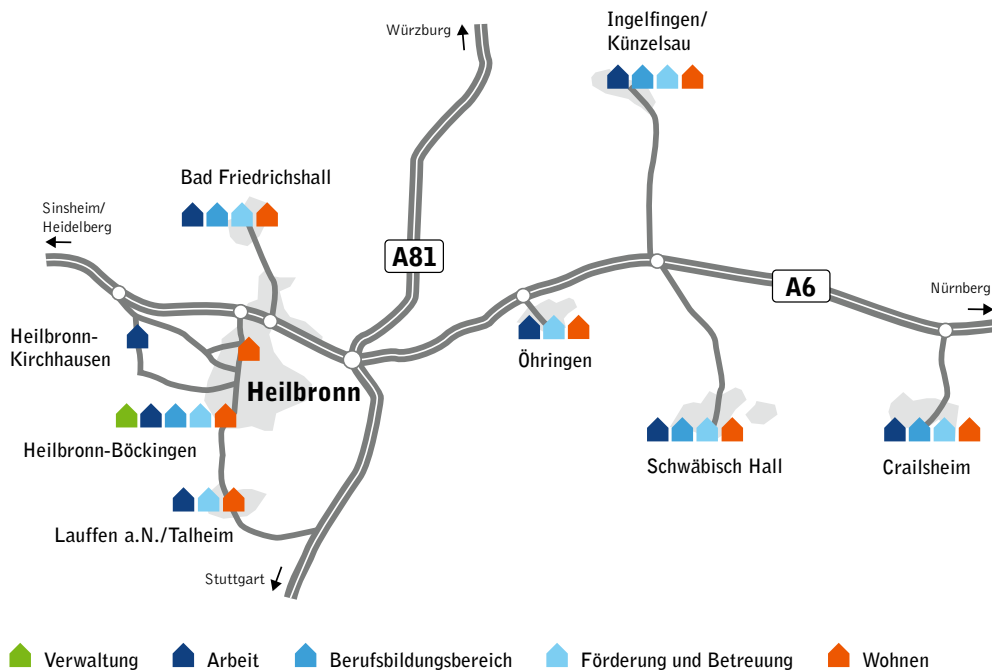 Ingelfingen/
Künzelsau
Würzburg
Bad Friedrichshall
Sinsheim/
Heidelberg
A81
A6
Nürnberg
Heilbronn-
Kirchhausen
Öhringen
Heilbronn
Heilbronn-Böckingen
Schwäbisch Hall
Crailsheim
Lauffen a.N./Talheim
Stuttgart
Verwaltung
Arbeit
Berufsbildungsbereich
Förderung und Betreuung
Wohnen